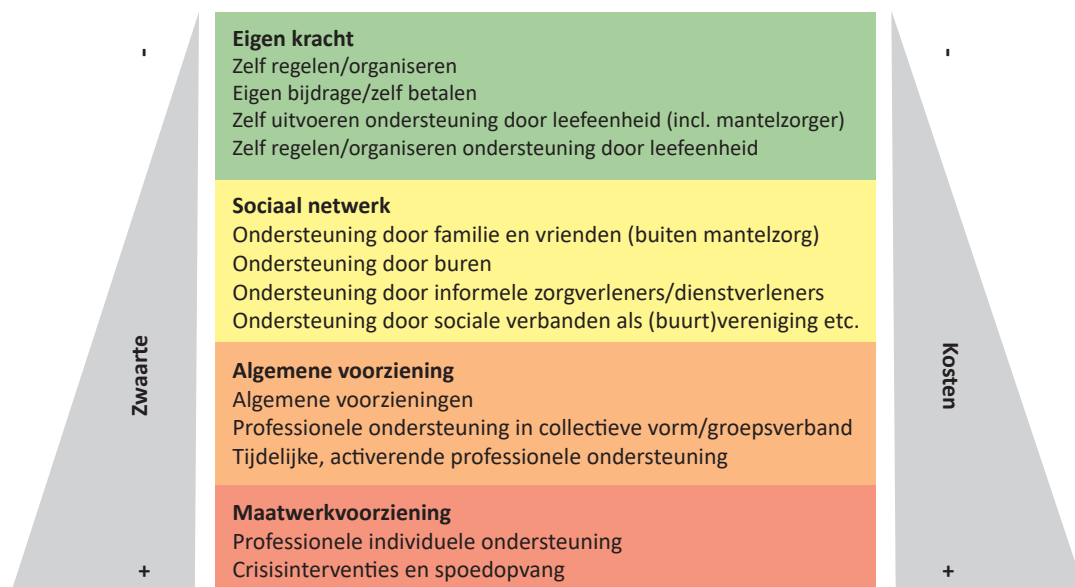 -
-
Eigen kracht
Zelf regelen/organiseren
Eigen bijdrage/zelf betalen
Zelf uitvoeren ondersteuning door leefeenheid (incl. mantelzorger)
Zelf regelen/organiseren ondersteuning door leefeenheid
Sociaal netwerk
Ondersteuning door familie en vrienden (buiten mantelzorg)
Ondersteuning door buren
Ondersteuning door informele zorgverleners/dienstverleners
Ondersteuning door sociale verbanden als (buurt)vereniging etc.
Zwaarte
Kosten
Algemene voorziening
Algemene voorzieningen
Professionele ondersteuning in collectieve vorm/groepsverband
Tijdelijke, activerende professionele ondersteuning
Maatwerkvoorziening
Professionele individuele ondersteuning
Crisisinterventies en spoedopvang
+
+